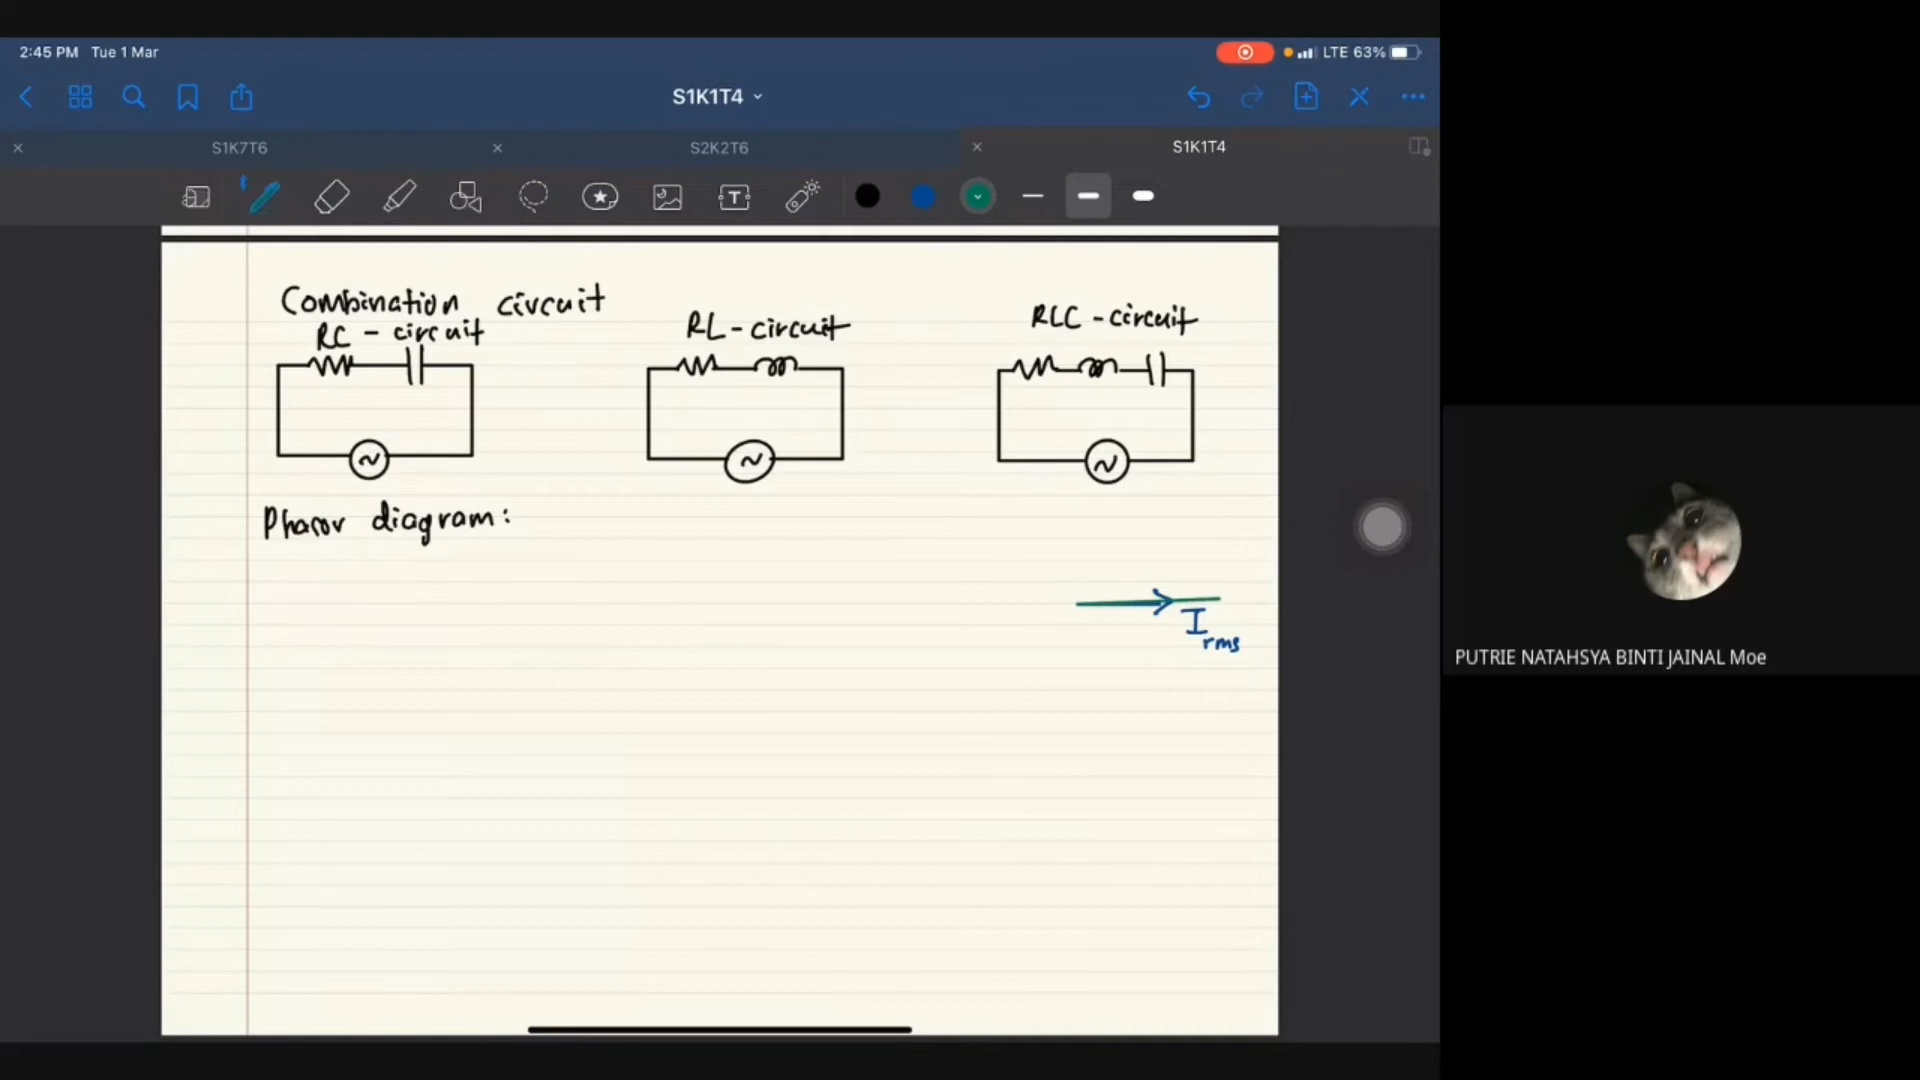 2:45 PM Tue 1 Mar
LTE 63%
S1K1T4
S1K7T6
S2K2T6
S1K1T4
T
Combination circuit
RC - circuit
RL - circuit
RLC - circuit
Phasor diagram:
I rms
PUTRIE NATAHSYA BINTI JAINAL Moe